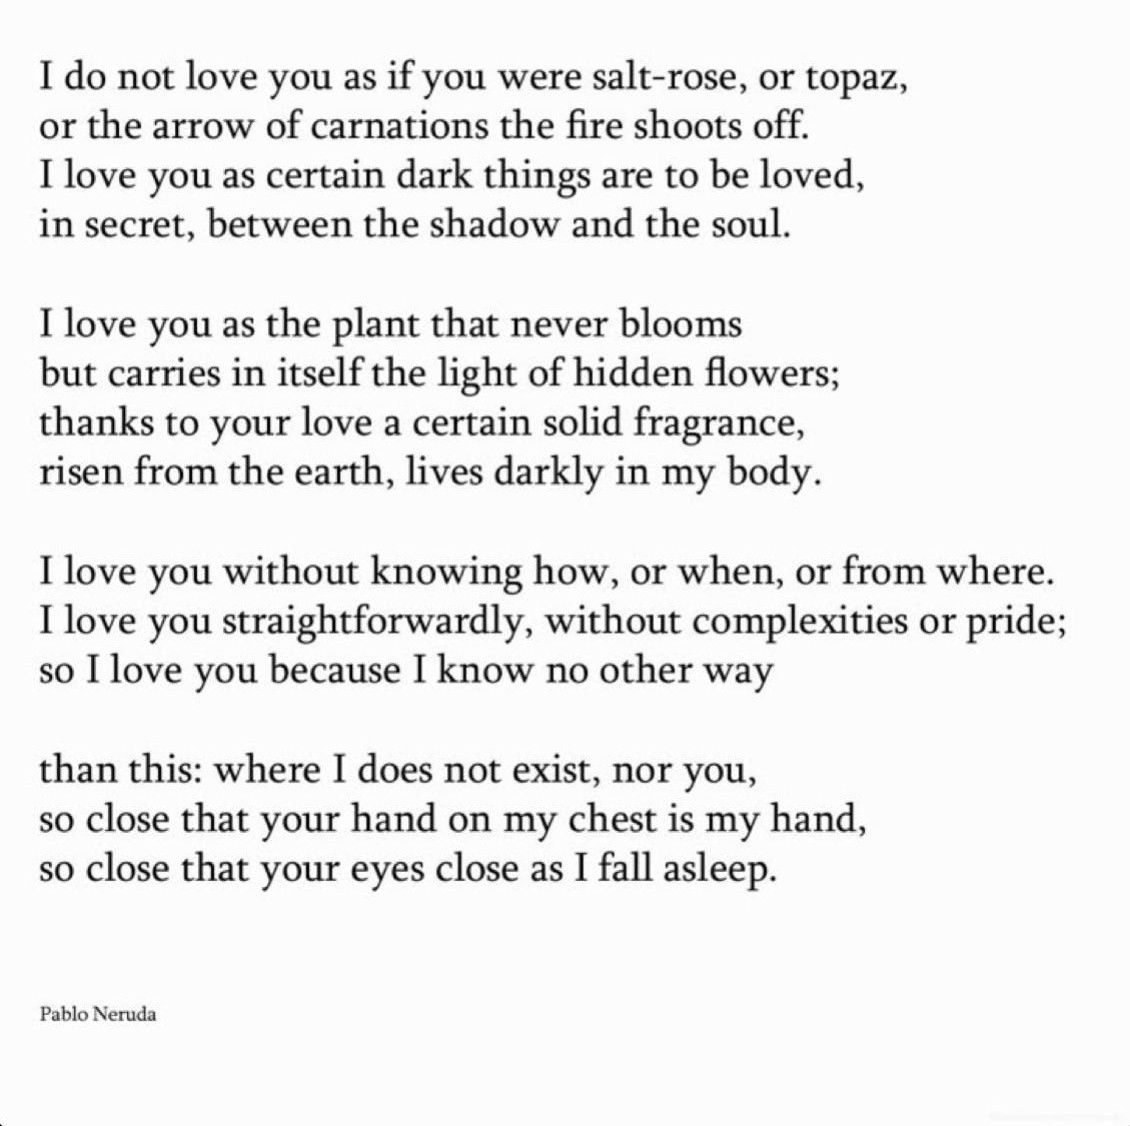 I do not love you as if you were salt-rose, or topaz,
or the arrow of carnations the fire shoots off.
I love you as certain dark things are to be loved,
in secret, between the shadow and the soul.
I love you as the plant that never blooms
but carries in itself the light of hidden flowers;
thanks to your love a certain solid fragrance,
risen from the earth, lives darkly in my body.
I love you without knowing how, or when, or from where.
I love you straightforwardly, without complexities or pride;
so I love you because I know no other way
than this: where I does not exist, nor you,
so close that your hand on my chest is my hand,
so close that your eyes close as I fall asleep.
Pablo Neruda